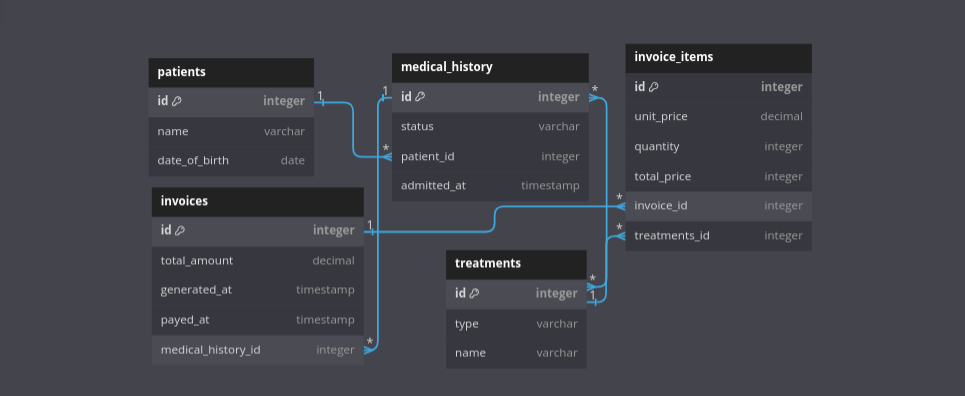 patients
id integer
name varchar
date_of_birth date
1
*
medical_history
1 id integer *
status varchar
patient_id integer
admitted_at timestamp
invoice_items
id integer
unit_price decimal
quantity integer
total_price integer
* invoice_id integer
* treatments_id integer
invoices
id integer 1
total_amount decimal
generated_at timestamp
payed_at timestamp
medical_history_id integer *
treatments
id integer * 1
type varchar
name varchar